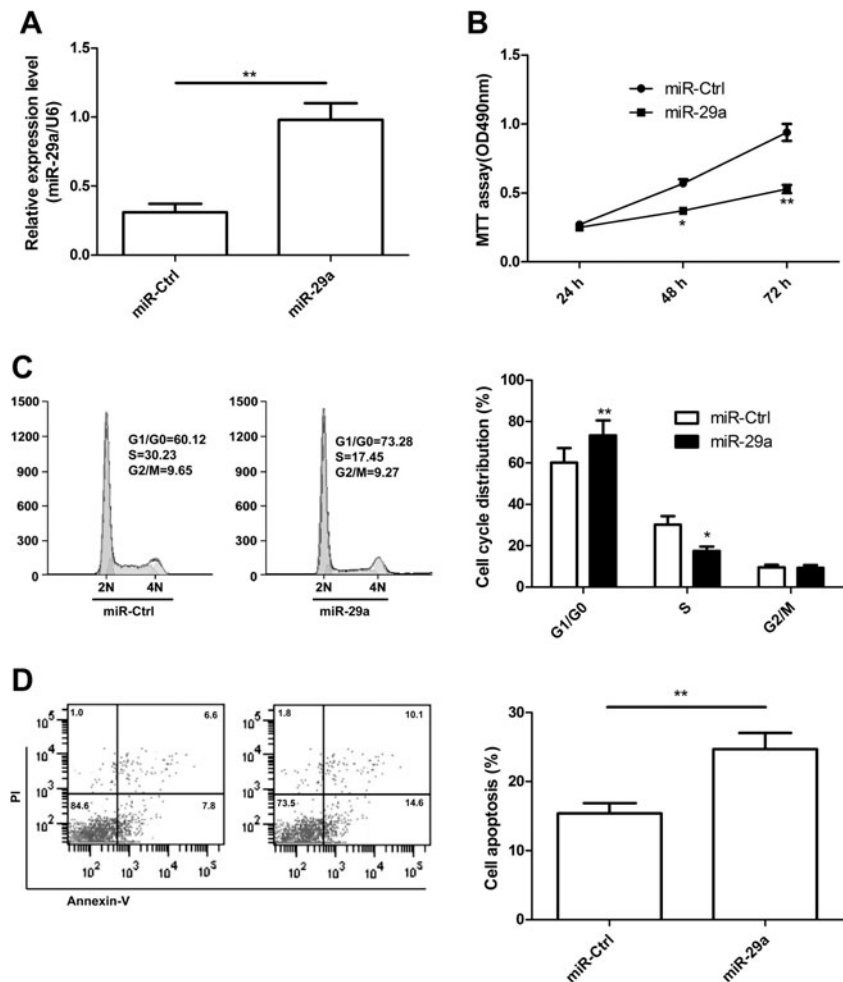 A
Relative expression level
(miR-29a/U6)
1.5
1.0
0.5
0.0
**
miR-Ctrl
miR-29a
B
MTT assay(OD490nm)
1.5
1.0
0.5
0.0
miR-Ctrl
miR-29a
*
**
24 h
48 h
72 h
C
1500
1200
900
600
300
0
G1/G0=60.12
S=30.23
G2/M=9.65
2N
4N
miR-Ctrl
1500
1200
900
600
300
0
G1/G0=73.28
S=17.45
G2/M=9.27
2N
4N
miR-29a
Cell cycle distribution (%)
100
80
60
40
20
0
**
*
miR-Ctrl
miR-29a
G1/G0
S
G2/M
D
PI
10^5
10^4
10^3
10^2
1.0
6.6
84.6
7.8
10^2
10^3
10^4
10^5
10^5
10^4
10^3
10^2
1.8
10.1
73.5
14.6
10^2
10^3
10^4
10^5
Annexin-V
Cell apoptosis (%)
30
20
10
0
**
miR-Ctrl
miR-29a